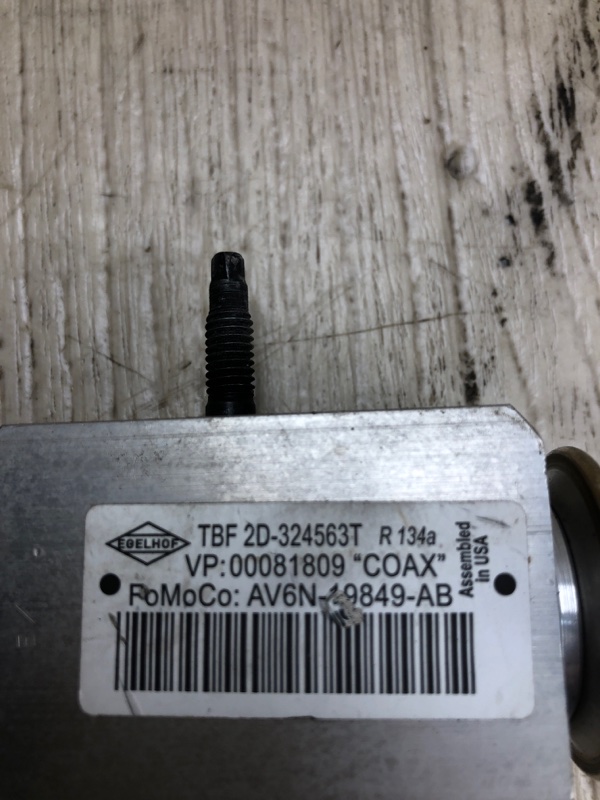 EGELHOF
TBF 2D-324563T R 134a
VP:00081809 "COAX"
FoMoCo: AV6N-19849-AB
Assembled
in USA